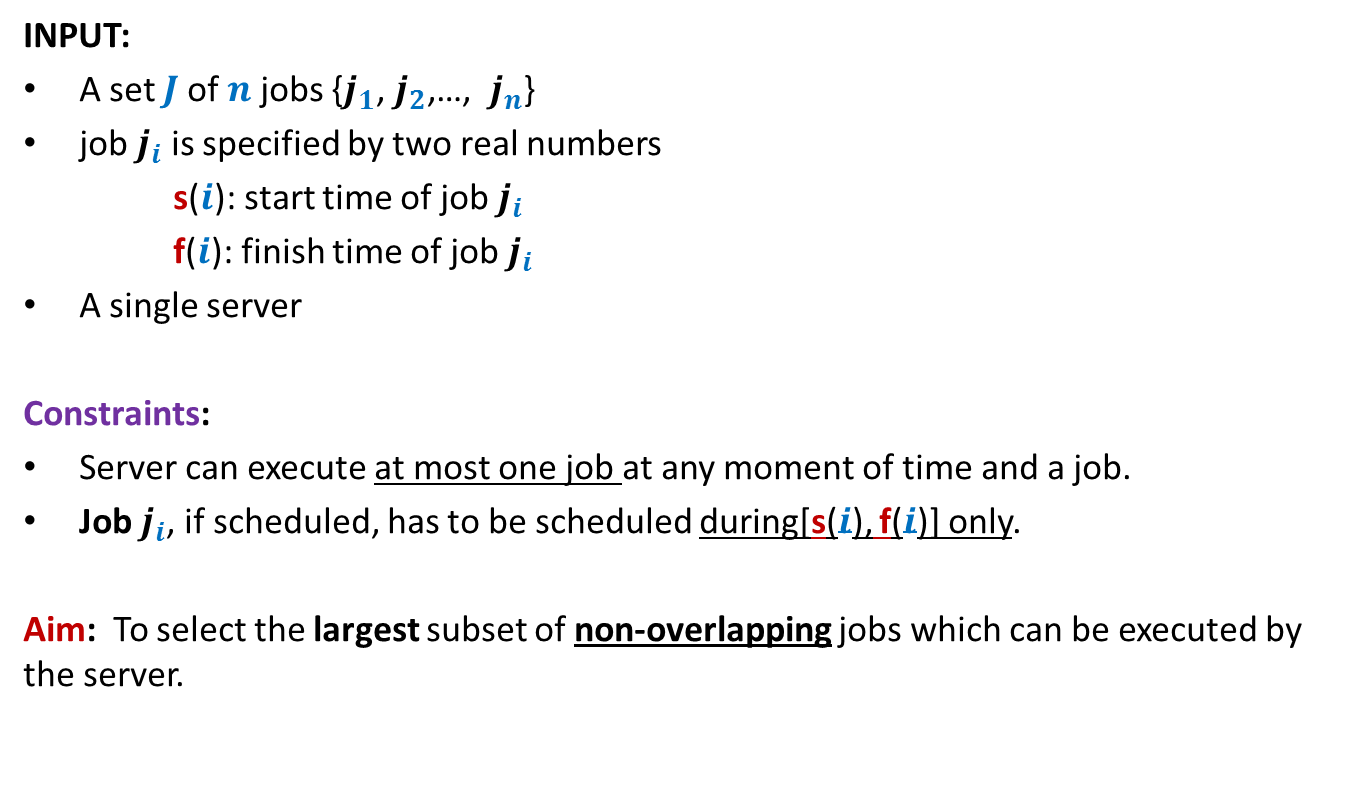 INPUT:
• A set J of n jobs {j₁, j₂,..., jₙ}
• job jᵢ is specified by two real numbers
s(i): start time of job jᵢ
f(i): finish time of job jᵢ
• A single server
Constraints:
• Server can execute at most one job at any moment of time and a job.
• Job jᵢ, if scheduled, has to be scheduled during[s(i), f(i)] only.
Aim: To select the largest subset of non-overlapping jobs which can be executed by
the server.